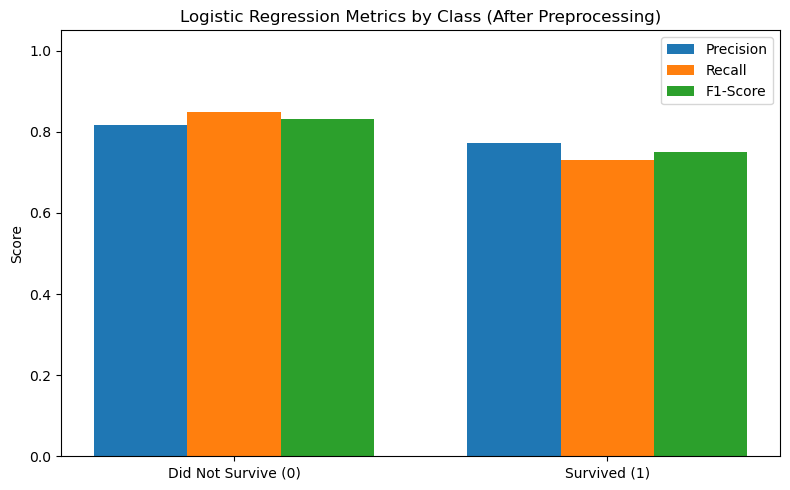 Logistic Regression Metrics by Class (After Preprocessing)
Precision
Recall
F1-Score
Score
1.0
0.8
0.6
0.4
0.2
0.0
Did Not Survive (0)
Survived (1)